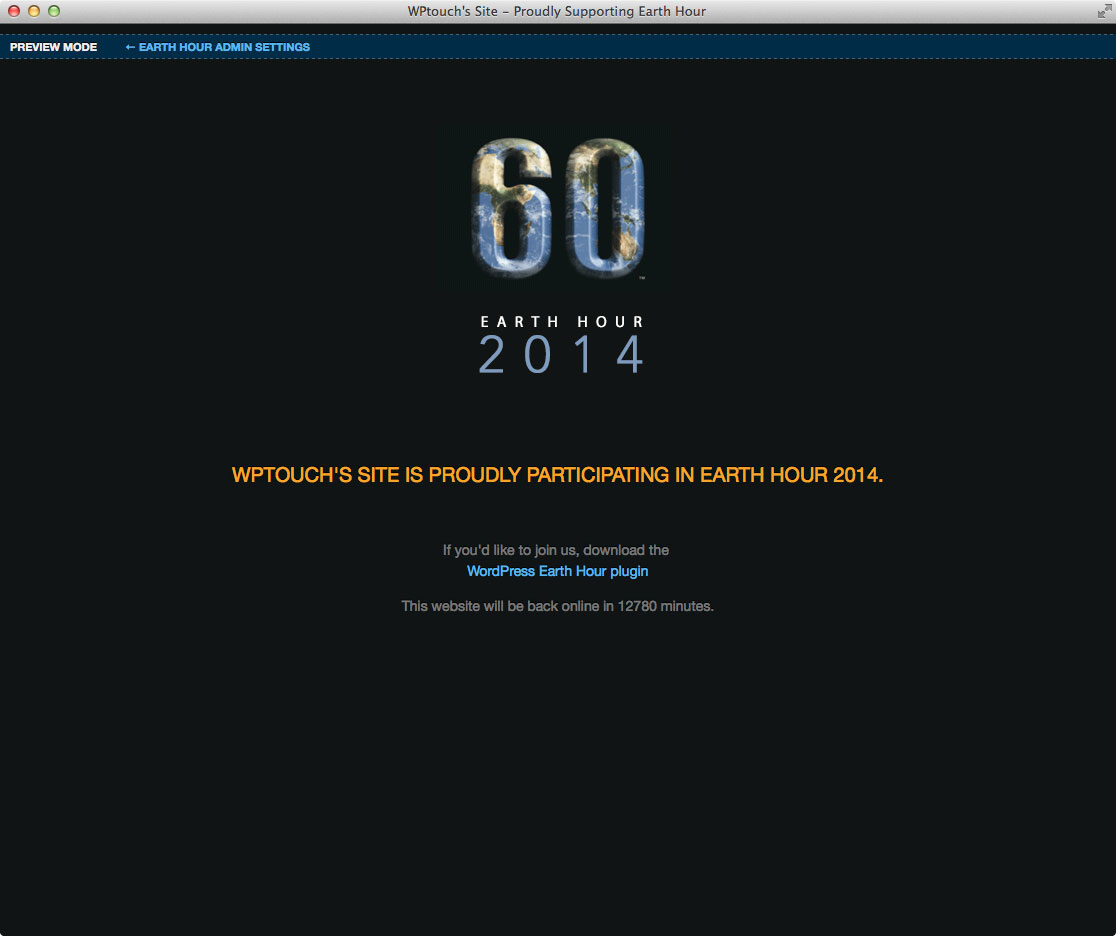 WPtouch's Site – Proudly Supporting Earth Hour
PREVIEW MODE ← EARTH HOUR ADMIN SETTINGS
60
™
EARTH HOUR
2014
WPTOUCH'S SITE IS PROUDLY PARTICIPATING IN EARTH HOUR 2014.
If you'd like to join us, download the
WordPress Earth Hour plugin
This website will be back online in 12780 minutes.